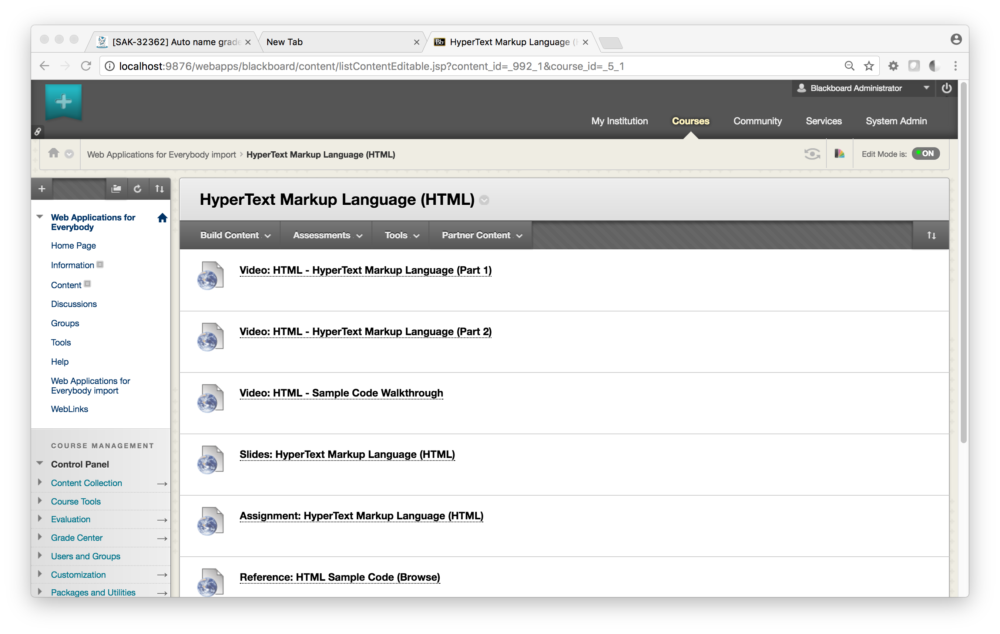 [SAK-32362] Auto name grade
New Tab
Bb HyperText Markup Language (H
localhost:9876/webapps/blackboard/content/listContentEditable.jsp?content_id=_992_1&course_id=_5_1
Blackboard Administrator
My Institution Courses Community Services System Admin
Web Applications for Everybody import > HyperText Markup Language (HTML)
Edit Mode is: ON
Web Applications for
Everybody
Home Page
Information
Content
Discussions
Groups
Tools
Help
Web Applications for
Everybody import
WebLinks
COURSE MANAGEMENT
Control Panel
Content Collection
Course Tools
Evaluation
Grade Center
Users and Groups
Customization
Packages and Utilities
HyperText Markup Language (HTML)
Build Content Assessments Tools Partner Content
Video: HTML - HyperText Markup Language (Part 1)
Video: HTML - HyperText Markup Language (Part 2)
Video: HTML - Sample Code Walkthrough
Slides: HyperText Markup Language (HTML)
Assignment: HyperText Markup Language (HTML)
Reference: HTML Sample Code (Browse)